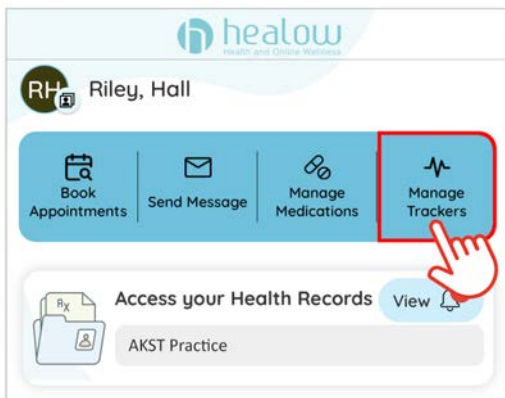 healow
Health and Online Wellness
RH
Riley, Hall
Book
Appointments
Send Message
Manage
Medications
Manage
Trackers
Rx
Access your Health Records
View
AKST Practice